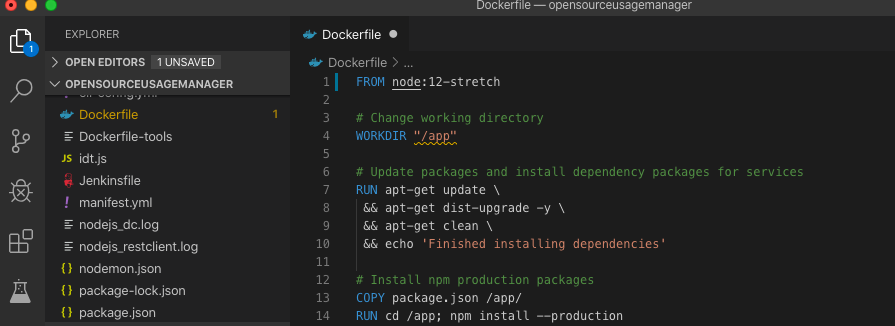 Dockerfile — opensourceusagemanager
EXPLORER
OPEN EDITORS 1 UNSAVED
OPENSOURCEUSAGEMANAGER
Dockerfile 1
Dockerfile-tools
JS idt.js
Jenkinsfile
! manifest.yml
nodejs_dc.log
nodejs_restclient.log
{} nodemon.json
{} package-lock.json
{} package.json
1
Dockerfile
Dockerfile > ...
1 FROM node:12-stretch
2
3 # Change working directory
4 WORKDIR "/app"
5
6 # Update packages and install dependency packages for services
7 RUN apt-get update \
8 && apt-get dist-upgrade -y \
9 && apt-get clean \
10 && echo 'Finished installing dependencies'
11
12 # Install npm production packages
13 COPY package.json /app/
14 RUN cd /app; npm install --production